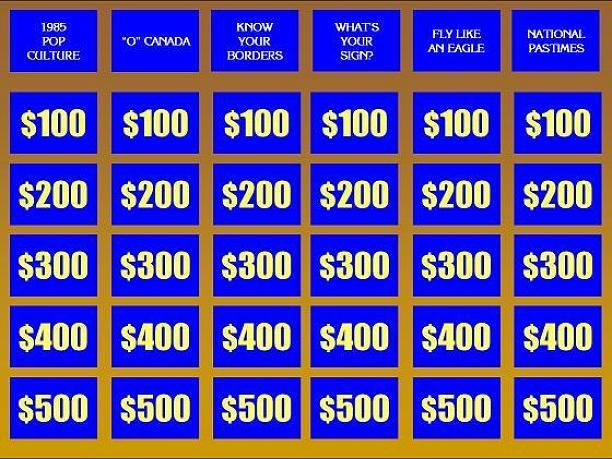 1985
POP
CULTURE
"O" CANADA
KNOW
YOUR
BORDERS
WHAT'S
YOUR
SIGN?
FLY LIKE
AN EAGLE
NATIONAL
PASTIMES
$100 $100 $100 $100 $100 $100
$200 $200 $200 $200 $200 $200
$300 $300 $300 $300 $300 $300
$400 $400 $400 $400 $400 $400
$500 $500 $500 $500 $500 $500